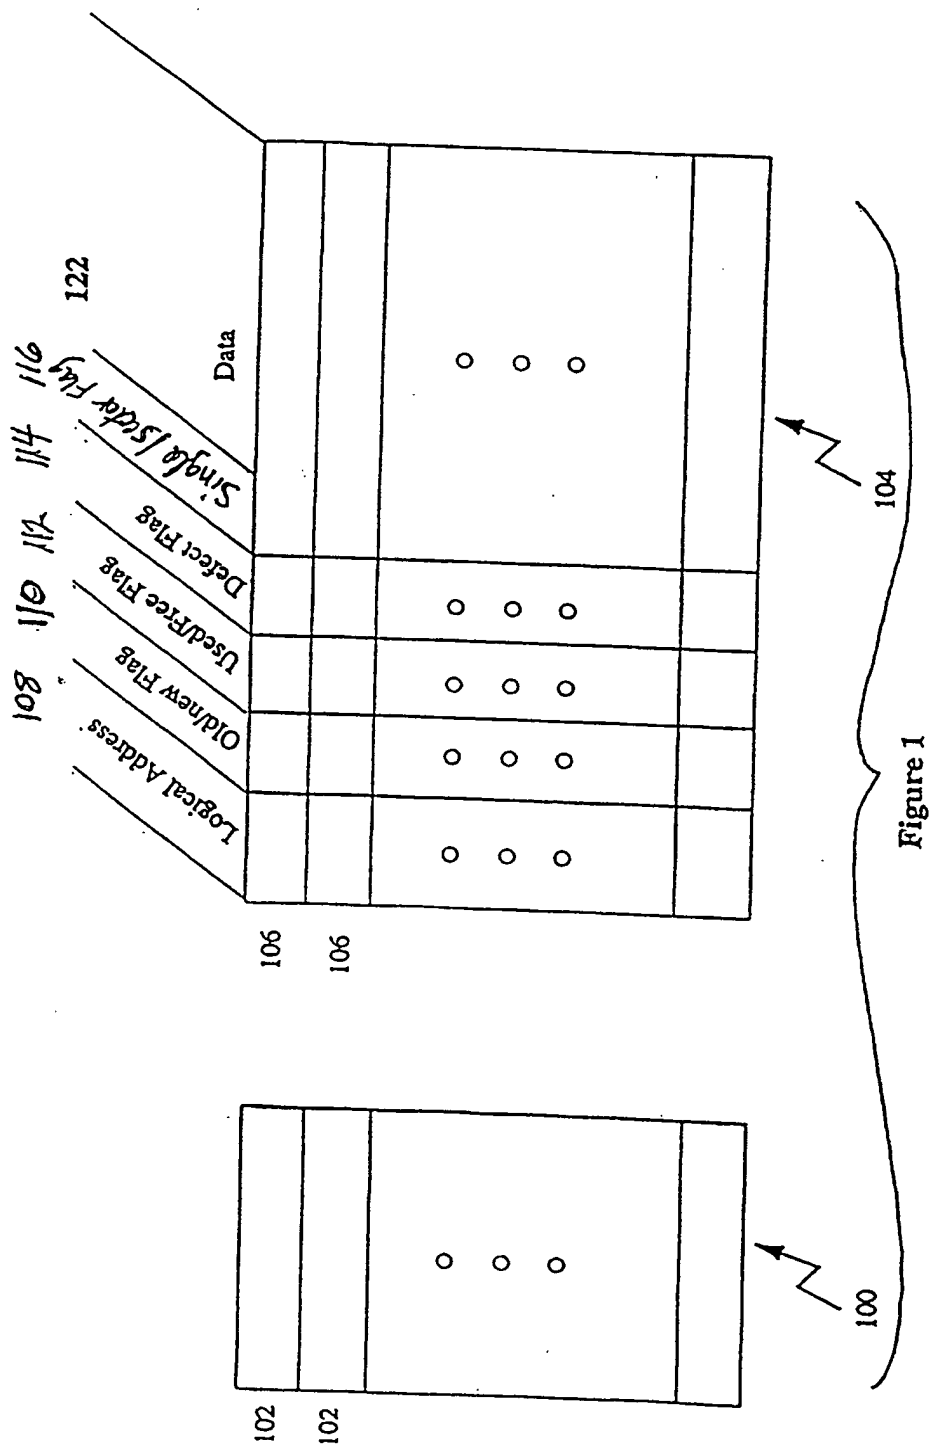 108 110 112 114 116
122
Logical Address
Old/new Flag
Used/Free Flag
Defect Flag
Single/sector Flag
Data
106
106
102
102
100
104
Figure 1